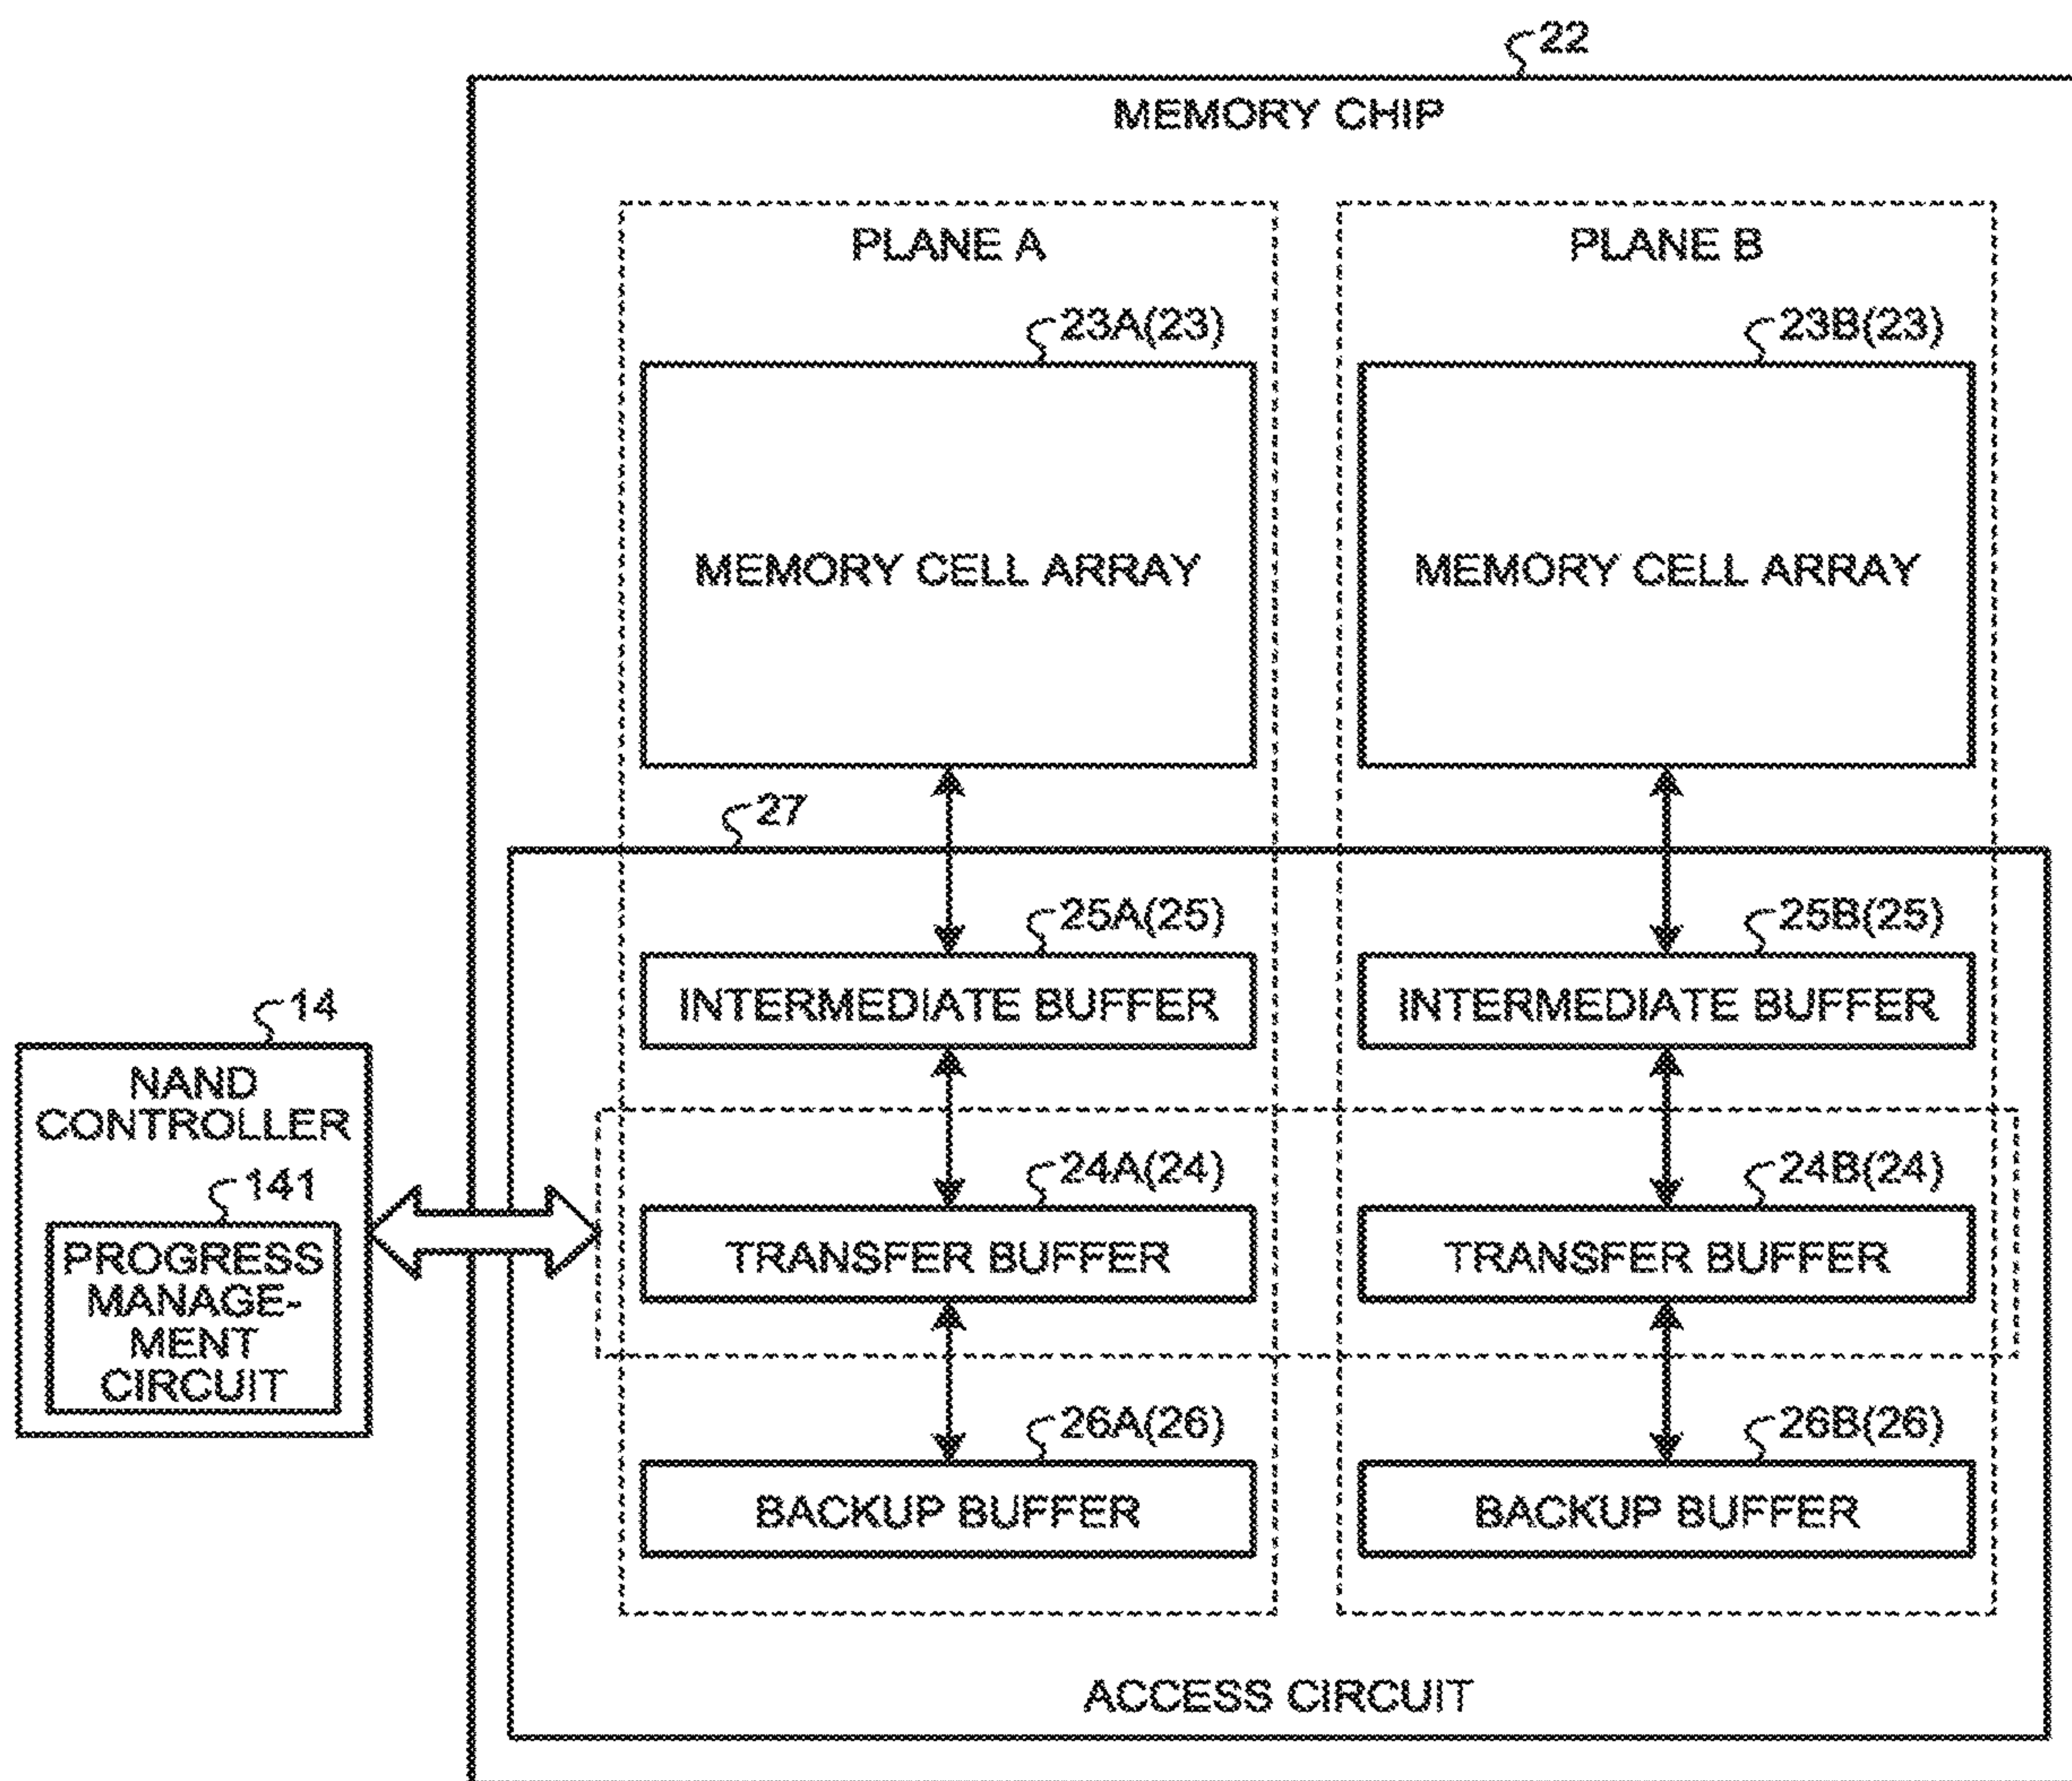 22
MEMORY CHIP
PLANE A
PLANE B
23A(23)
23B(23)
MEMORY CELL ARRAY
MEMORY CELL ARRAY
27
25A(25)
25B(25)
INTERMEDIATE BUFFER
INTERMEDIATE BUFFER
14
NAND
CONTROLLER
24A(24)
24B(24)
141
TRANSFER BUFFER
TRANSFER BUFFER
PROGRESS
MANAGE-
MENT
CIRCUIT
26A(26)
26B(26)
BACKUP BUFFER
BACKUP BUFFER
ACCESS CIRCUIT